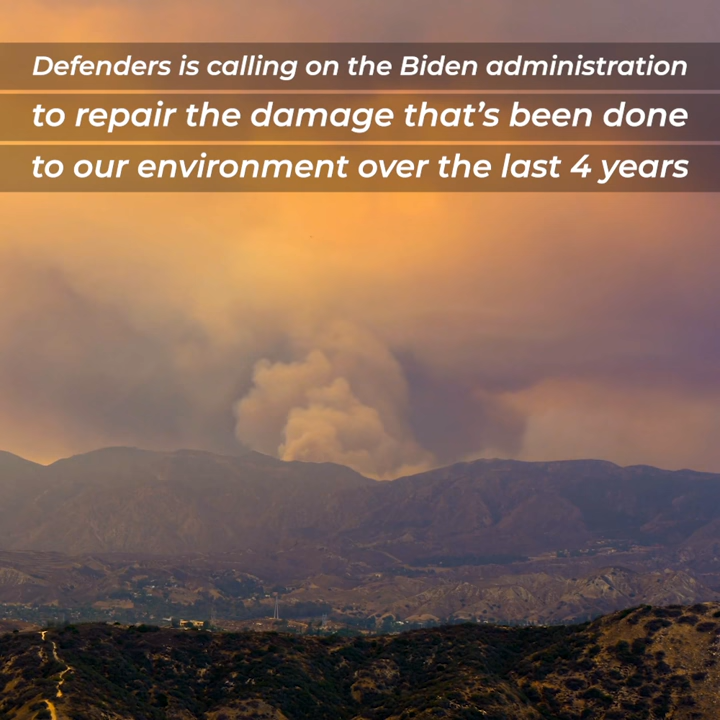 Defenders is calling on the Biden administration
to repair the damage that’s been done
to our environment over the last 4 years